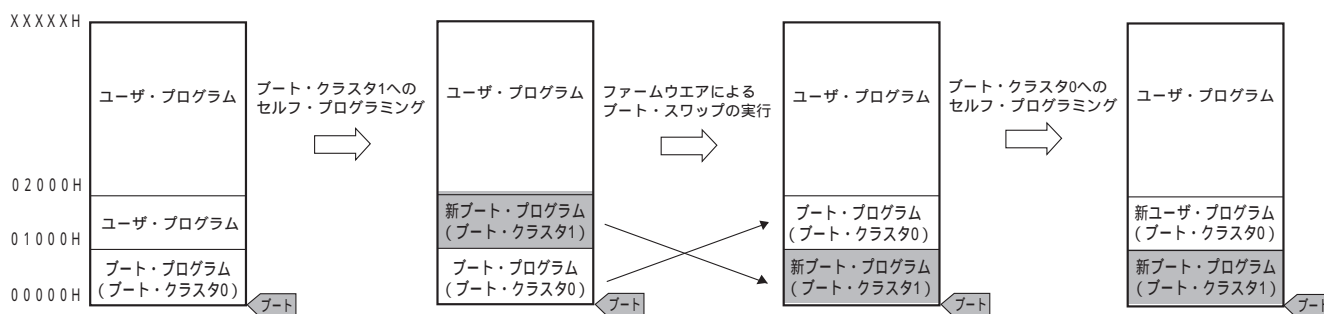 XXXXXH
02000H
01000H
00000H
ユーザ・プログラム
ユーザ・プログラム
ブート・プログラム
(ブート・クラスタ0)
ブート
ブート・クラスタ1への
セルフ・プログラミング
ユーザ・プログラム
新ブート・プログラム
(ブート・クラスタ1)
ブート・プログラム
(ブート・クラスタ0)
ブート
ファームウエアによる
ブート・スワップの実行
ユーザ・プログラム
ブート・プログラム
(ブート・クラスタ0)
新ブート・プログラム
(ブート・クラスタ1)
ブート
ブート・クラスタ0への
セルフ・プログラミング
ユーザ・プログラム
新ユーザ・プログラム
(ブート・クラスタ0)
新ブート・プログラム
(ブート・クラスタ1)
ブート